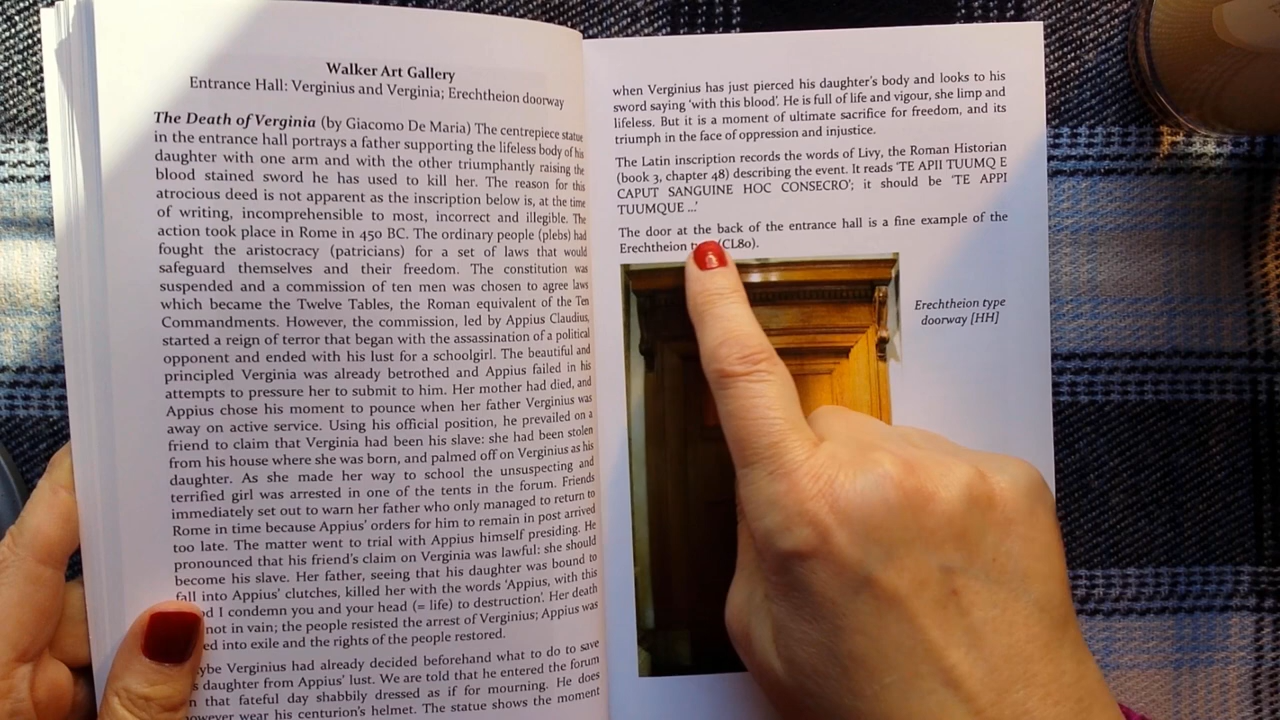 Walker Art Gallery
Entrance Hall: Verginius and Verginia; Erechtheion doorway
The Death of Verginia (by Giacomo De Maria) The centrepiece statue
in the entrance hall portrays a father supporting the lifeless body of his
daughter with one arm and with the other triumphantly raising the
blood stained sword he has used to kill her. The reason for this
atrocious deed is not apparent as the inscription below is, at the time
of writing, incomprehensible to most, incorrect and illegible. The
action took place in Rome in 450 BC. The ordinary people (plebs) had
fought the aristocracy (patricians) for a set of laws that would
safeguard themselves and their freedom. The constitution was
suspended and a commission of ten men was chosen to agree laws
which became the Twelve Tables, the Roman equivalent of the Ten
Commandments. However, the commission, led by Appius Claudius,
started a reign of terror that began with the assassination of a political
opponent and ended with his lust for a schoolgirl. The beautiful and
principled Verginia was already betrothed and Appius failed in his
attempts to pressure her to submit to him. Her mother had died, and
Appius chose his moment to pounce when her father Verginius was
away on active service. Using his official position, he prevailed on a
friend to claim that Verginia had been his slave: she had been stolen
from his house where she was born, and palmed off on Verginius as his
daughter. As she made her way to school the unsuspecting and
terrified girl was arrested in one of the tents in the forum. Friends
immediately set out to warn her father who only managed to return to
Rome in time because Appius' orders for him to remain in post arrived
too late. The matter went to trial with Appius himself presiding. He
pronounced that his friend's claim on Verginia was lawful: she should
become his slave. Her father, seeing that his daughter was bound to
fall into Appius' clutches, killed her with the words 'Appius, with this
I condemn you and your head (= life) to destruction'. Her death
not in vain; the people resisted the arrest of Verginius; Appius was
into exile and the rights of the people restored.
Verginius had already decided beforehand what to do to save
daughter from Appius' lust. We are told that he entered the forum
that fateful day shabbily dressed as if for mourning. He does
wear his centurion's helmet. The statue shows the moment
when Verginius has just pierced his daughter's body and looks to his
sword saying 'with this blood'. He is full of life and vigour, she limp and
lifeless. But it is a moment of ultimate sacrifice for freedom, and its
triumph in the face of oppression and injustice.
The Latin inscription records the words of Livy, the Roman Historian
(book 3, chapter 48) describing the event. It reads 'TE APII TUUMQ E
CAPUT SANGUINE HOC CONSECRO'; it should be 'TE APPI
TUUMQUE ...'
The door at the back of the entrance hall is a fine example of the
Erechtheion (CL80).
Erechtheion type
doorway [HH]